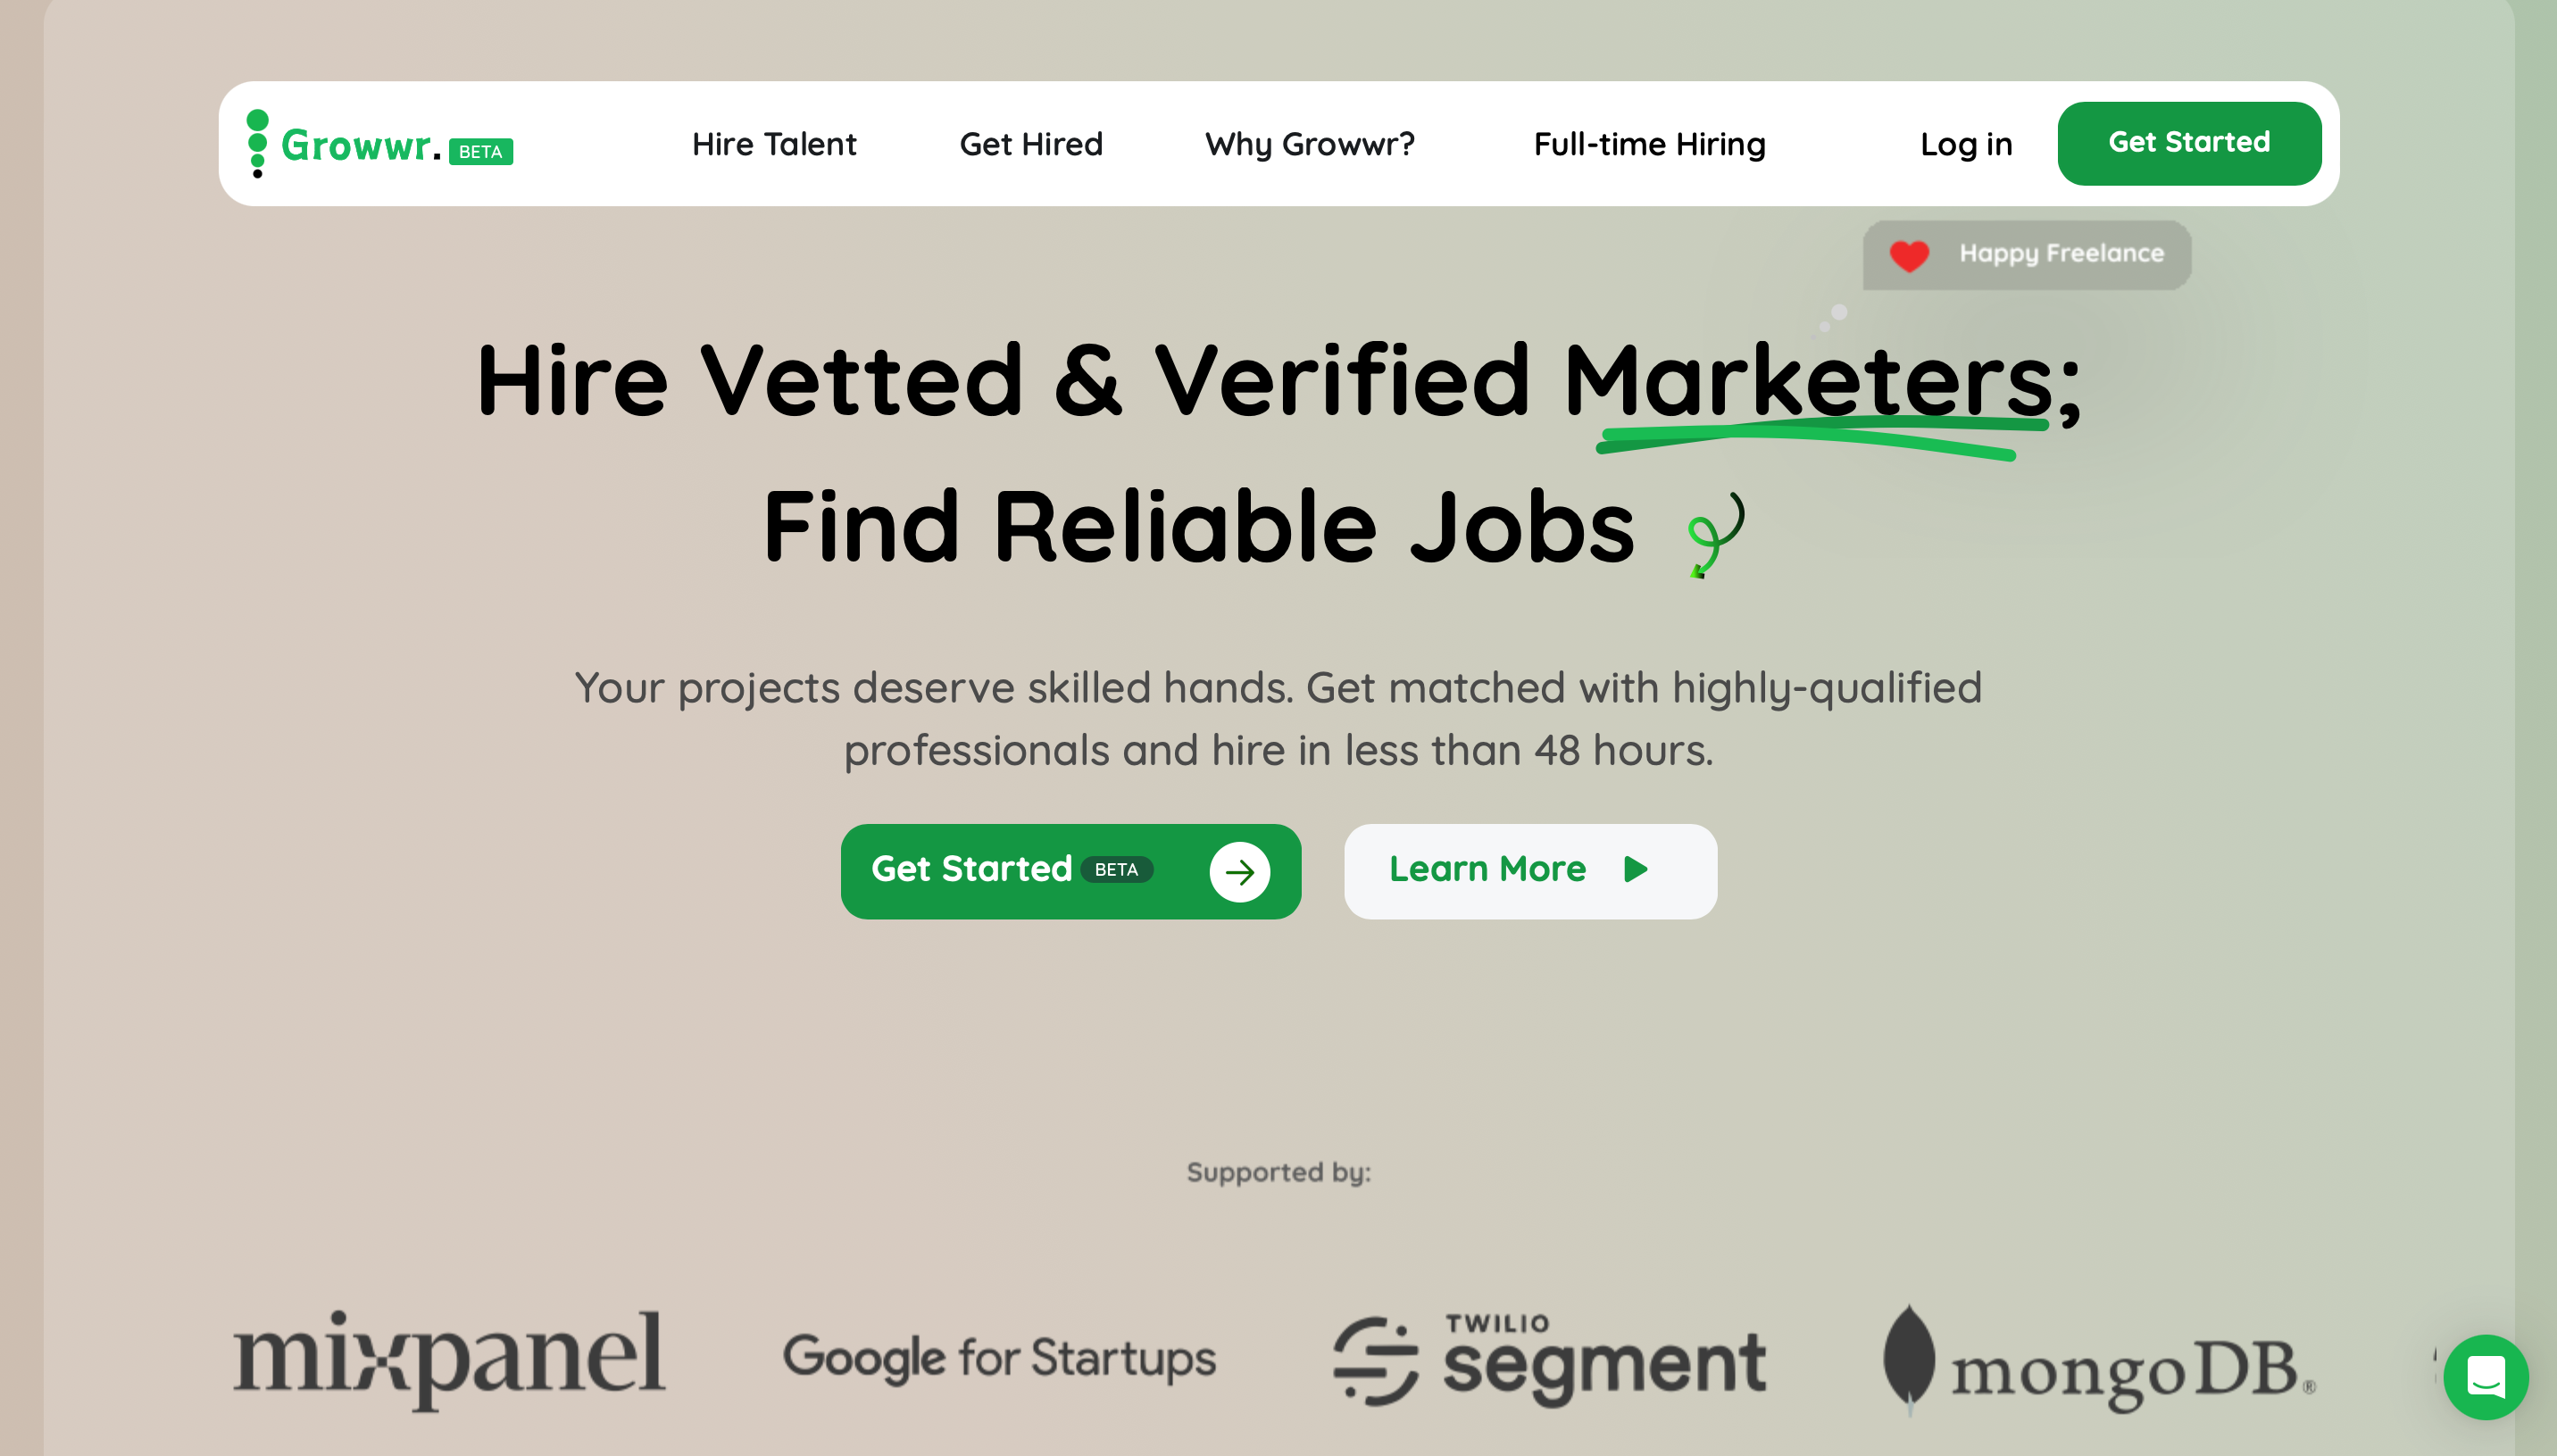 Growwr. BETA
Hire Talent
Get Hired
Why Growwr?
Full-time Hiring
Log in
Get Started
Happy Freelance
Hire Vetted & Verified Marketers;
Find Reliable Jobs
Your projects deserve skilled hands. Get matched with highly-qualified
professionals and hire in less than 48 hours.
Get Started BETA
Learn More
Supported by:
mixpanel
Google for Startups
TWILIO
segment
mongoDB®